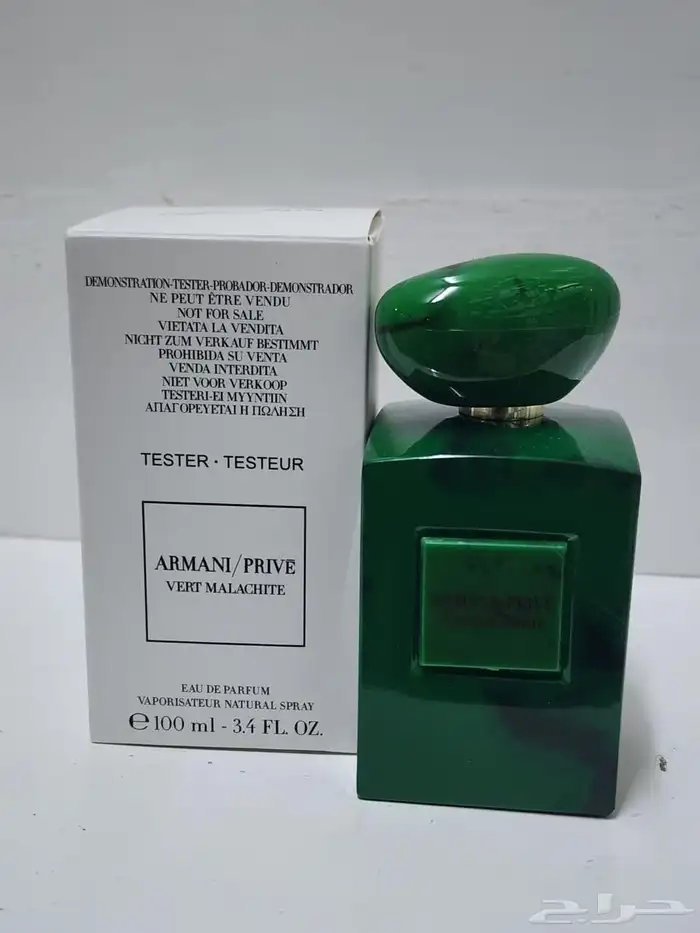 DEMONSTRATION-TESTER-PROBADOR-DEMONSTRADOR
NE PEUT ÊTRE VENDU
NOT FOR SALE
VIETATA LA VENDITA
NICHT ZUM VERKAUF BESTIMMT
PROHIBIDA SU VENTA
VENDA INTERDITA
NIET VOOR VERKOOP
TESTERI-EI MYYNTIIN
ΑΠΑΓΟΡΕΥΕΤΑΙ Η ΠΩΛΗΣΗ
TESTER · TESTEUR
ARMANI/PRIVÉ
VERT MALACHITE
EAU DE PARFUM
VAPORISATEUR NATURAL SPRAY
℮ 100 ml - 3.4 FL. OZ.
حراج